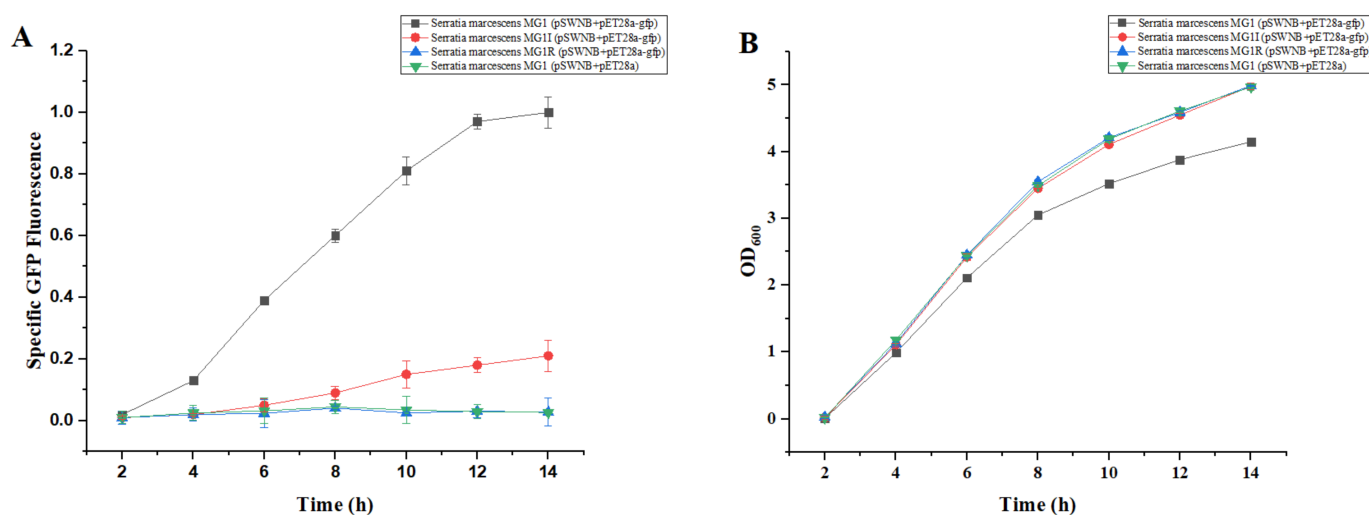 A
Serratia marcescens MG1 (pSWNB+pET28a-gfp)
Serratia marcescens MG1I (pSWNB+pET28a-gfp)
Serratia marcescens MG1R (pSWNB+pET28a-gfp)
Serratia marcescens MG1 (pSWNB+pET28a)
1.2
1.0
0.8
0.6
0.4
0.2
0.0
Specific GFP Fluorescence
2 4 6 8 10 12 14
Time (h)
B
Serratia marcescens MG1 (pSWNB+pET28a-gfp)
Serratia marcescens MG1I (pSWNB+pET28a-gfp)
Serratia marcescens MG1R (pSWNB+pET28a-gfp)
Serratia marcescens MG1 (pSWNB+pET28a)
5
4
3
2
1
0
OD600
2 4 6 8 10 12 14
Time (h)